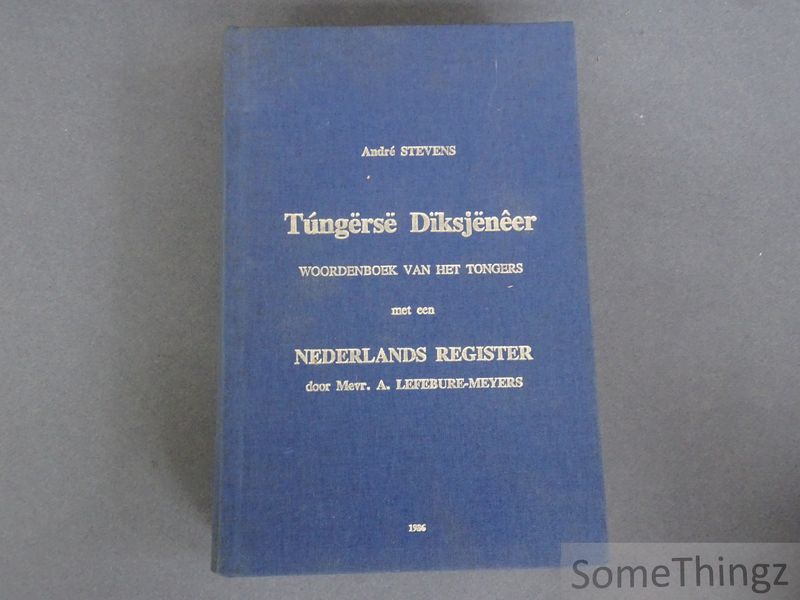 André STEVENS
Túngërsë Dïksjënêer
WOORDENBOEK VAN HET TONGERS
met een
NEDERLANDS REGISTER
door Mevr. A. LEFEBURE-MEYERS
1986
SomeThingz